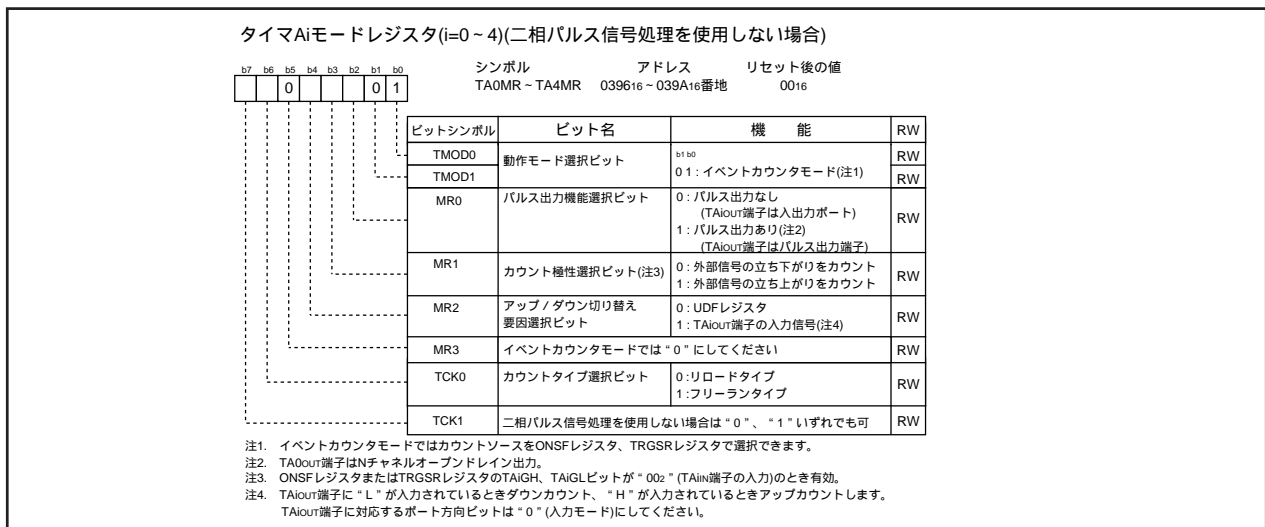 タイマAiモードレジスタ(i=0～4)(二相パルス信号処理を使用しない場合)
b7 b6 b5 b4 b3 b2 b1 b0
0 0 1
シンボル アドレス リセット後の値
TA0MR～TA4MR 039616～039A16番地 0016
ビットシンボル ビット名 機 能 RW
TMOD0 動作モード選択ビット b1 b0 RW
TMOD1 0 1 : イベントカウンタモード(注1) RW
MR0 パルス出力機能選択ビット 0 : パルス出力なし
(TAiOUT端子は入出力ポート)
1 : パルス出力あり(注2)
(TAiOUT端子はパルス出力端子) RW
MR1 カウント極性選択ビット(注3) 0 : 外部信号の立ち下がりをカウント
1 : 外部信号の立ち上がりをカウント RW
MR2 アップ / ダウン切り替え 0 : UDFレジスタ
要因選択ビット 1 : TAiOUT端子の入力信号(注4) RW
MR3 イベントカウンタモードでは“0”にしてください RW
TCK0 カウントタイプ選択ビット 0 :リロードタイプ
1 :フリーランタイプ RW
TCK1 二相パルス信号処理を使用しない場合は“0”、“1”いずれでも可 RW
注1. イベントカウンタモードではカウントソースをONSFレジスタ、TRGSRレジスタで選択できます。
注2. TA0OUT端子はNチャネルオープンドレイン出力。
注3. ONSFレジスタまたはTRGSRレジスタのTAiGH、TAiGLビットが“002”(TAiIN端子の入力)のとき有効。
注4. TAiOUT端子に“L”が入力されているときダウンカウント、“H”が入力されているときアップカウントします。
TAiOUT端子に対応するポート方向ビットは“0”(入力モード)にしてください。